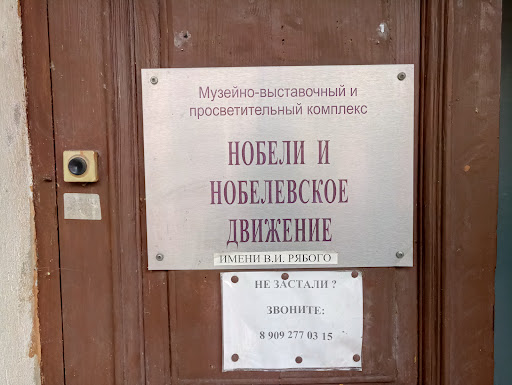 Музейно-выставочный и
просветительный комплекс
НОБЕЛИ И
НОБЕЛЕВСКОЕ
ДВИЖЕНИЕ
ИМЕНИ В.И. РЯБОГО
НЕ ЗАСТАЛИ ?
ЗВОНИТЕ:
8 909 277 03 15